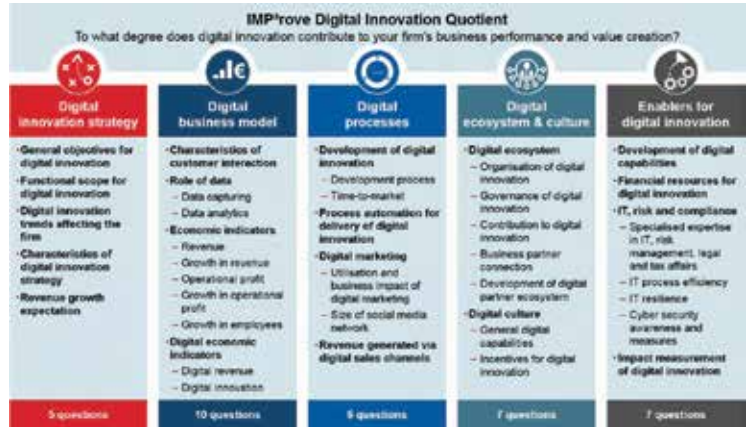 IMP³rove Digital Innovation Quotient
To what degree does digital innovation contribute to your firm's business performance and value creation?
Digital
innovation strategy
•General objectives for
digital innovation
•Functional scope for
digital innovation
•Digital innovation
trends affecting the
firm
•Characteristics of
digital innovation
strategy
•Revenue growth
expectation
5 questions
Digital
business model
•Characteristics of
customer interaction
•Role of data
– Data capturing
– Data analytics
•Economic indicators
– Revenue
– Growth in revenue
– Operational profit
– Growth in operational
profit
– Growth in employees
•Digital economic
indicators
– Digital revenue
– Digital innovation
10 questions
Digital
processes
•Development of digital
innovation
– Development process
– Time-to-market
•Process automation for
delivery of digital
innovation
•Digital marketing
– Utilisation and
business impact of
digital marketing
– Size of social media
network
•Revenue generated via
digital sales channels
questions
Digital
ecosystem & culture
•Digital ecosystem
– Organisation of digital
innovation
– Governance of digital
innovation
– Contribution to digital
innovation
– Business partner
connection
– Development of digital
partner ecosystem
•Digital culture
– General digital
capabilities
– Incentives for digital
innovation
7 questions
Enablers for
digital innovation
•Development of digital
capabilities
•Financial resources for
digital innovation
•IT, risk and compliance
– Specialised expertise
in IT, risk
management, legal
and tax affairs
– IT process efficiency
– IT resilience
– Cyber security
awareness and
measures
•Impact measurement
of digital innovation
7 questions